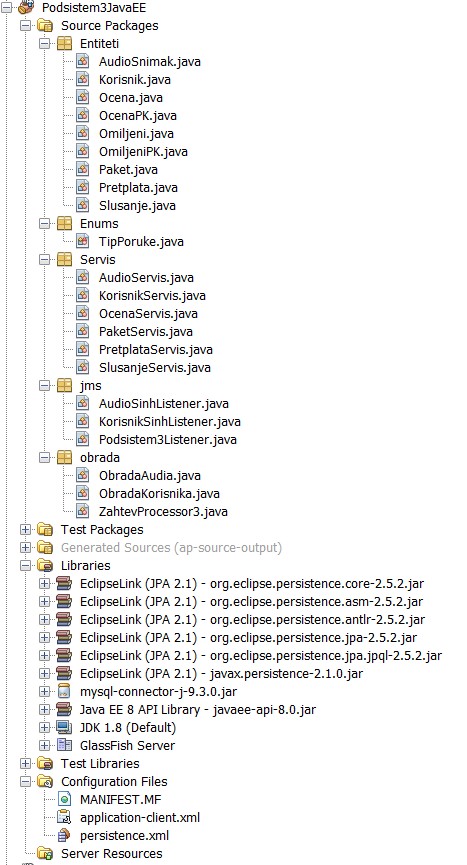 Podsistem3JavaEE
Source Packages
Entiteti
AudioSnimak.java
Korisnik.java
Ocena.java
OcenaPK.java
Omiljeni.java
OmiljeniPK.java
Paket.java
Pretplata.java
Slusanje.java
Enums
TipPoruke.java
Servis
AudioServis.java
KorisnikServis.java
OcenaServis.java
PaketServis.java
PretplataServis.java
SlusanjeServis.java
jms
AudioSinhListener.java
KorisnikSinhListener.java
Podsistem3Listener.java
obrada
ObradaAudia.java
ObradaKorisnika.java
ZahtevProcessor3.java
Test Packages
Generated Sources (ap-source-output)
Libraries
EclipseLink (JPA 2.1) - org.eclipse.persistence.core-2.5.2.jar
EclipseLink (JPA 2.1) - org.eclipse.persistence.asm-2.5.2.jar
EclipseLink (JPA 2.1) - org.eclipse.persistence.antlr-2.5.2.jar
EclipseLink (JPA 2.1) - org.eclipse.persistence.jpa-2.5.2.jar
EclipseLink (JPA 2.1) - org.eclipse.persistence.jpa.jpql-2.5.2.jar
EclipseLink (JPA 2.1) - javax.persistence-2.1.0.jar
mysql-connector-j-9.3.0.jar
Java EE 8 API Library - javaee-api-8.0.jar
JDK 1.8 (Default)
GlassFish Server
Test Libraries
Configuration Files
MANIFEST.MF
application-client.xml
persistence.xml
Server Resources